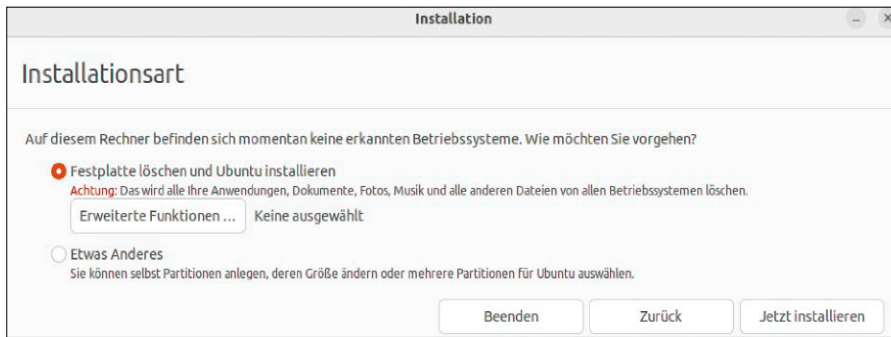 Installation
Installationsart
Auf diesem Rechner befinden sich momentan keine erkannten Betriebssysteme. Wie möchten Sie vorgehen?
Festplatte löschen und Ubuntu installieren
Achtung: Das wird alle Ihre Anwendungen, Dokumente, Fotos, Musik und alle anderen Dateien von allen Betriebssystemen löschen.
Erweiterte Funktionen ... Keine ausgewählt
Etwas Anderes
Sie können selbst Partitionen anlegen, deren Größe ändern oder mehrere Partitionen für Ubuntu auswählen.
Beenden Zurück Jetzt installieren